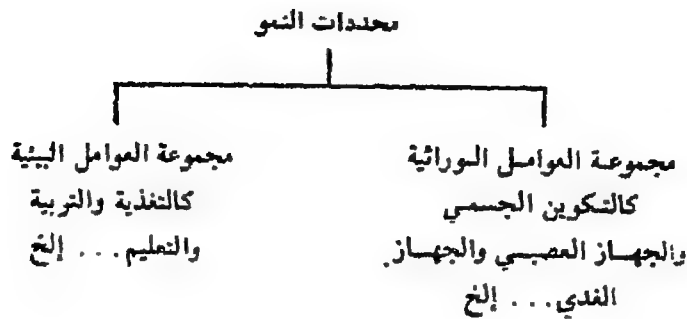 محددات النمو
مجموعة العوامل الوراثية
كالتكوين الجسمي
والجهاز العصبي والجهاز
الغدي... إلخ
مجموعة العوامل البيئية
كالتغذية والتربية
والتعليم... إلخ